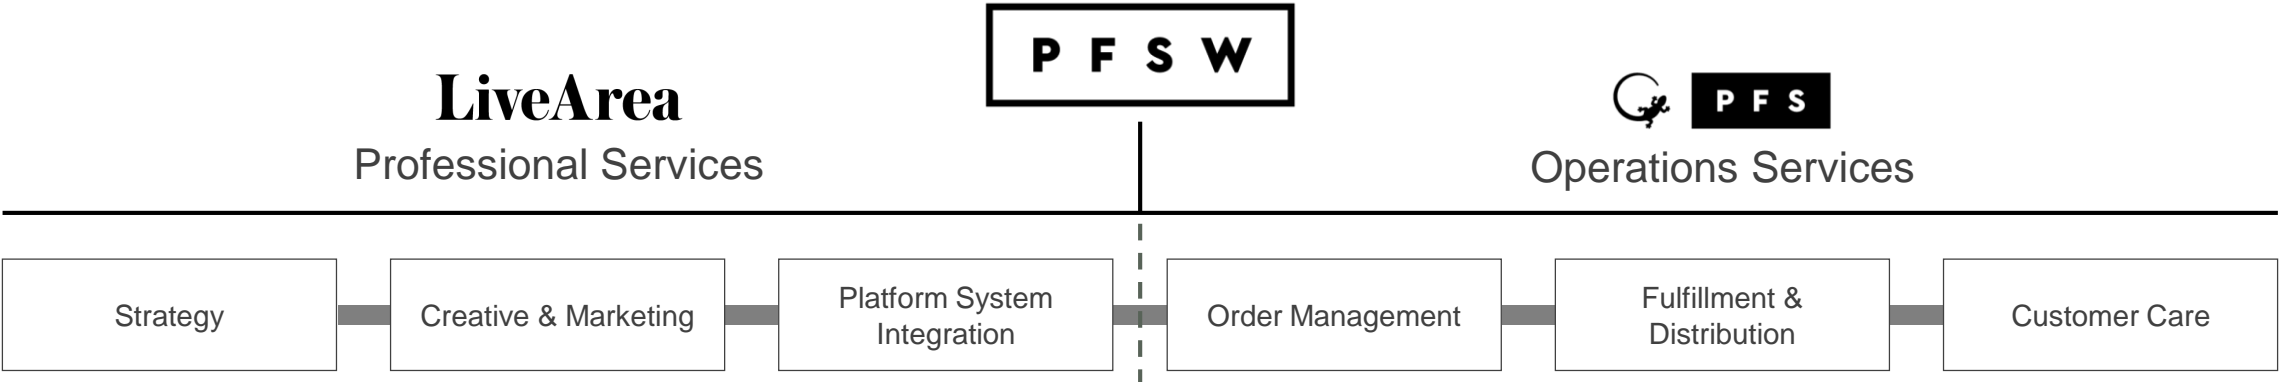 P F S W
LiveArea
Professional Services
P F S
Operations Services
Strategy
Creative & Marketing
Platform System
Integration
Order Management
Fulfillment &
Distribution
Customer Care